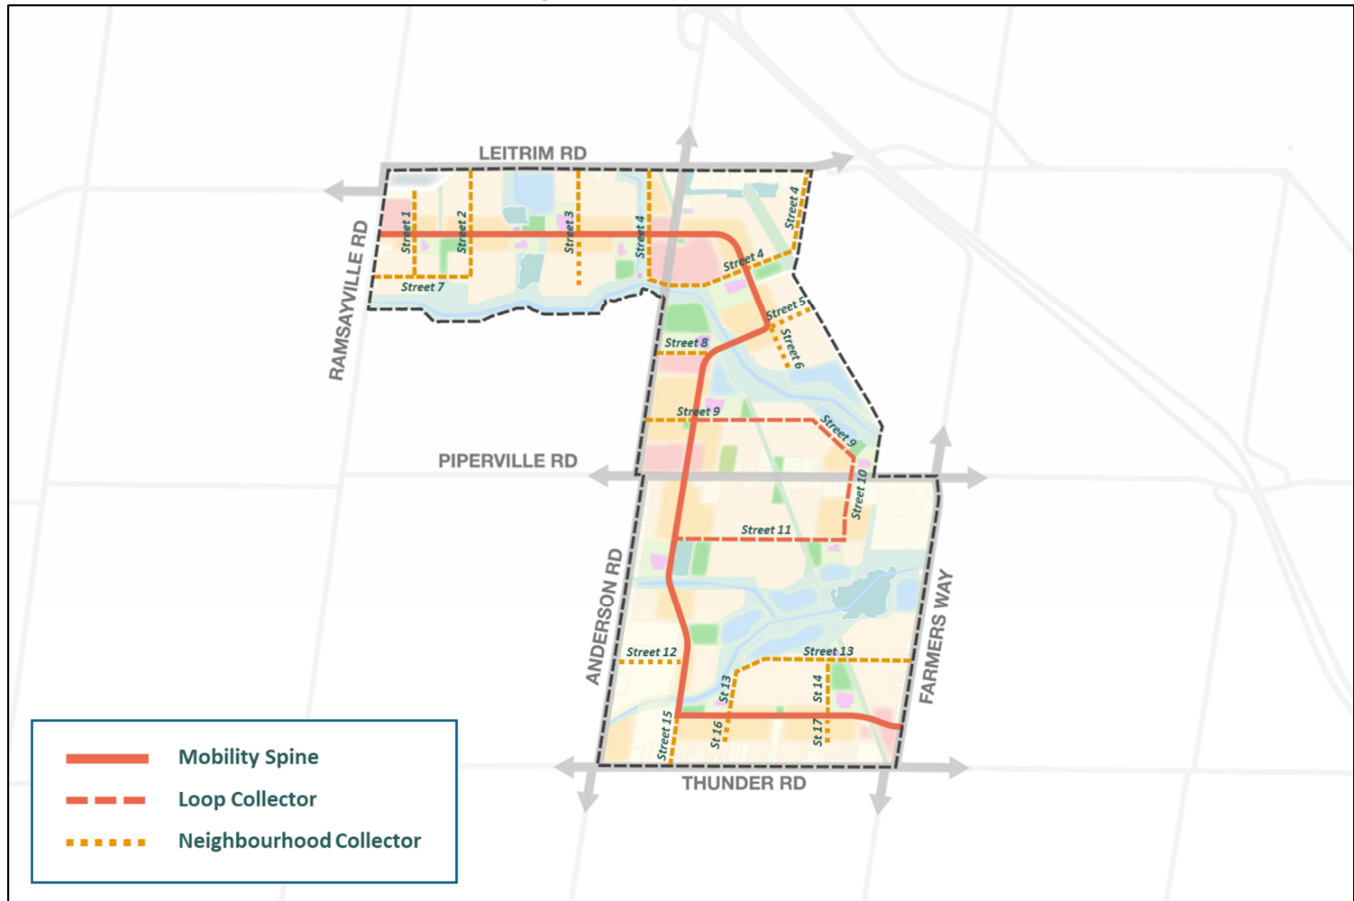 LEITRIM RD
RAMSAYVILLE RD
Street 1
Street 2
Street 3
Street 4
Street 4
Street 4
Street 7
Street 5
Street 6
Street 8
Street 9
Street 9
PIPERVILLE RD
Street 10
Street 11
ANDERSON RD
FARMERS WAY
Street 12
Street 13
St 13
St 14
Street 15
St 16
St 17
THUNDER RD
Mobility Spine
Loop Collector
Neighbourhood Collector